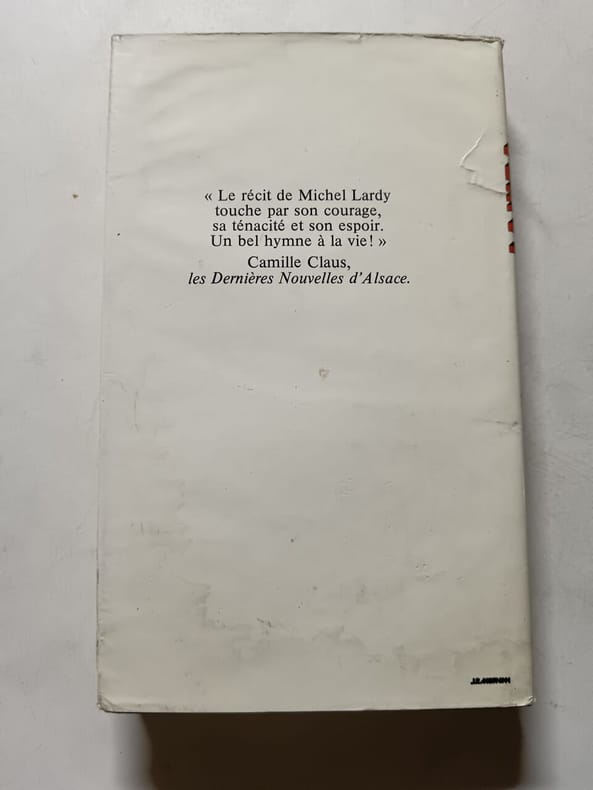 « Le récit de Michel Lardy
touche par son courage,
sa ténacité et son espoir.
Un bel hymne à la vie! »
Camille Claus,
les Dernières Nouvelles d'Alsace.